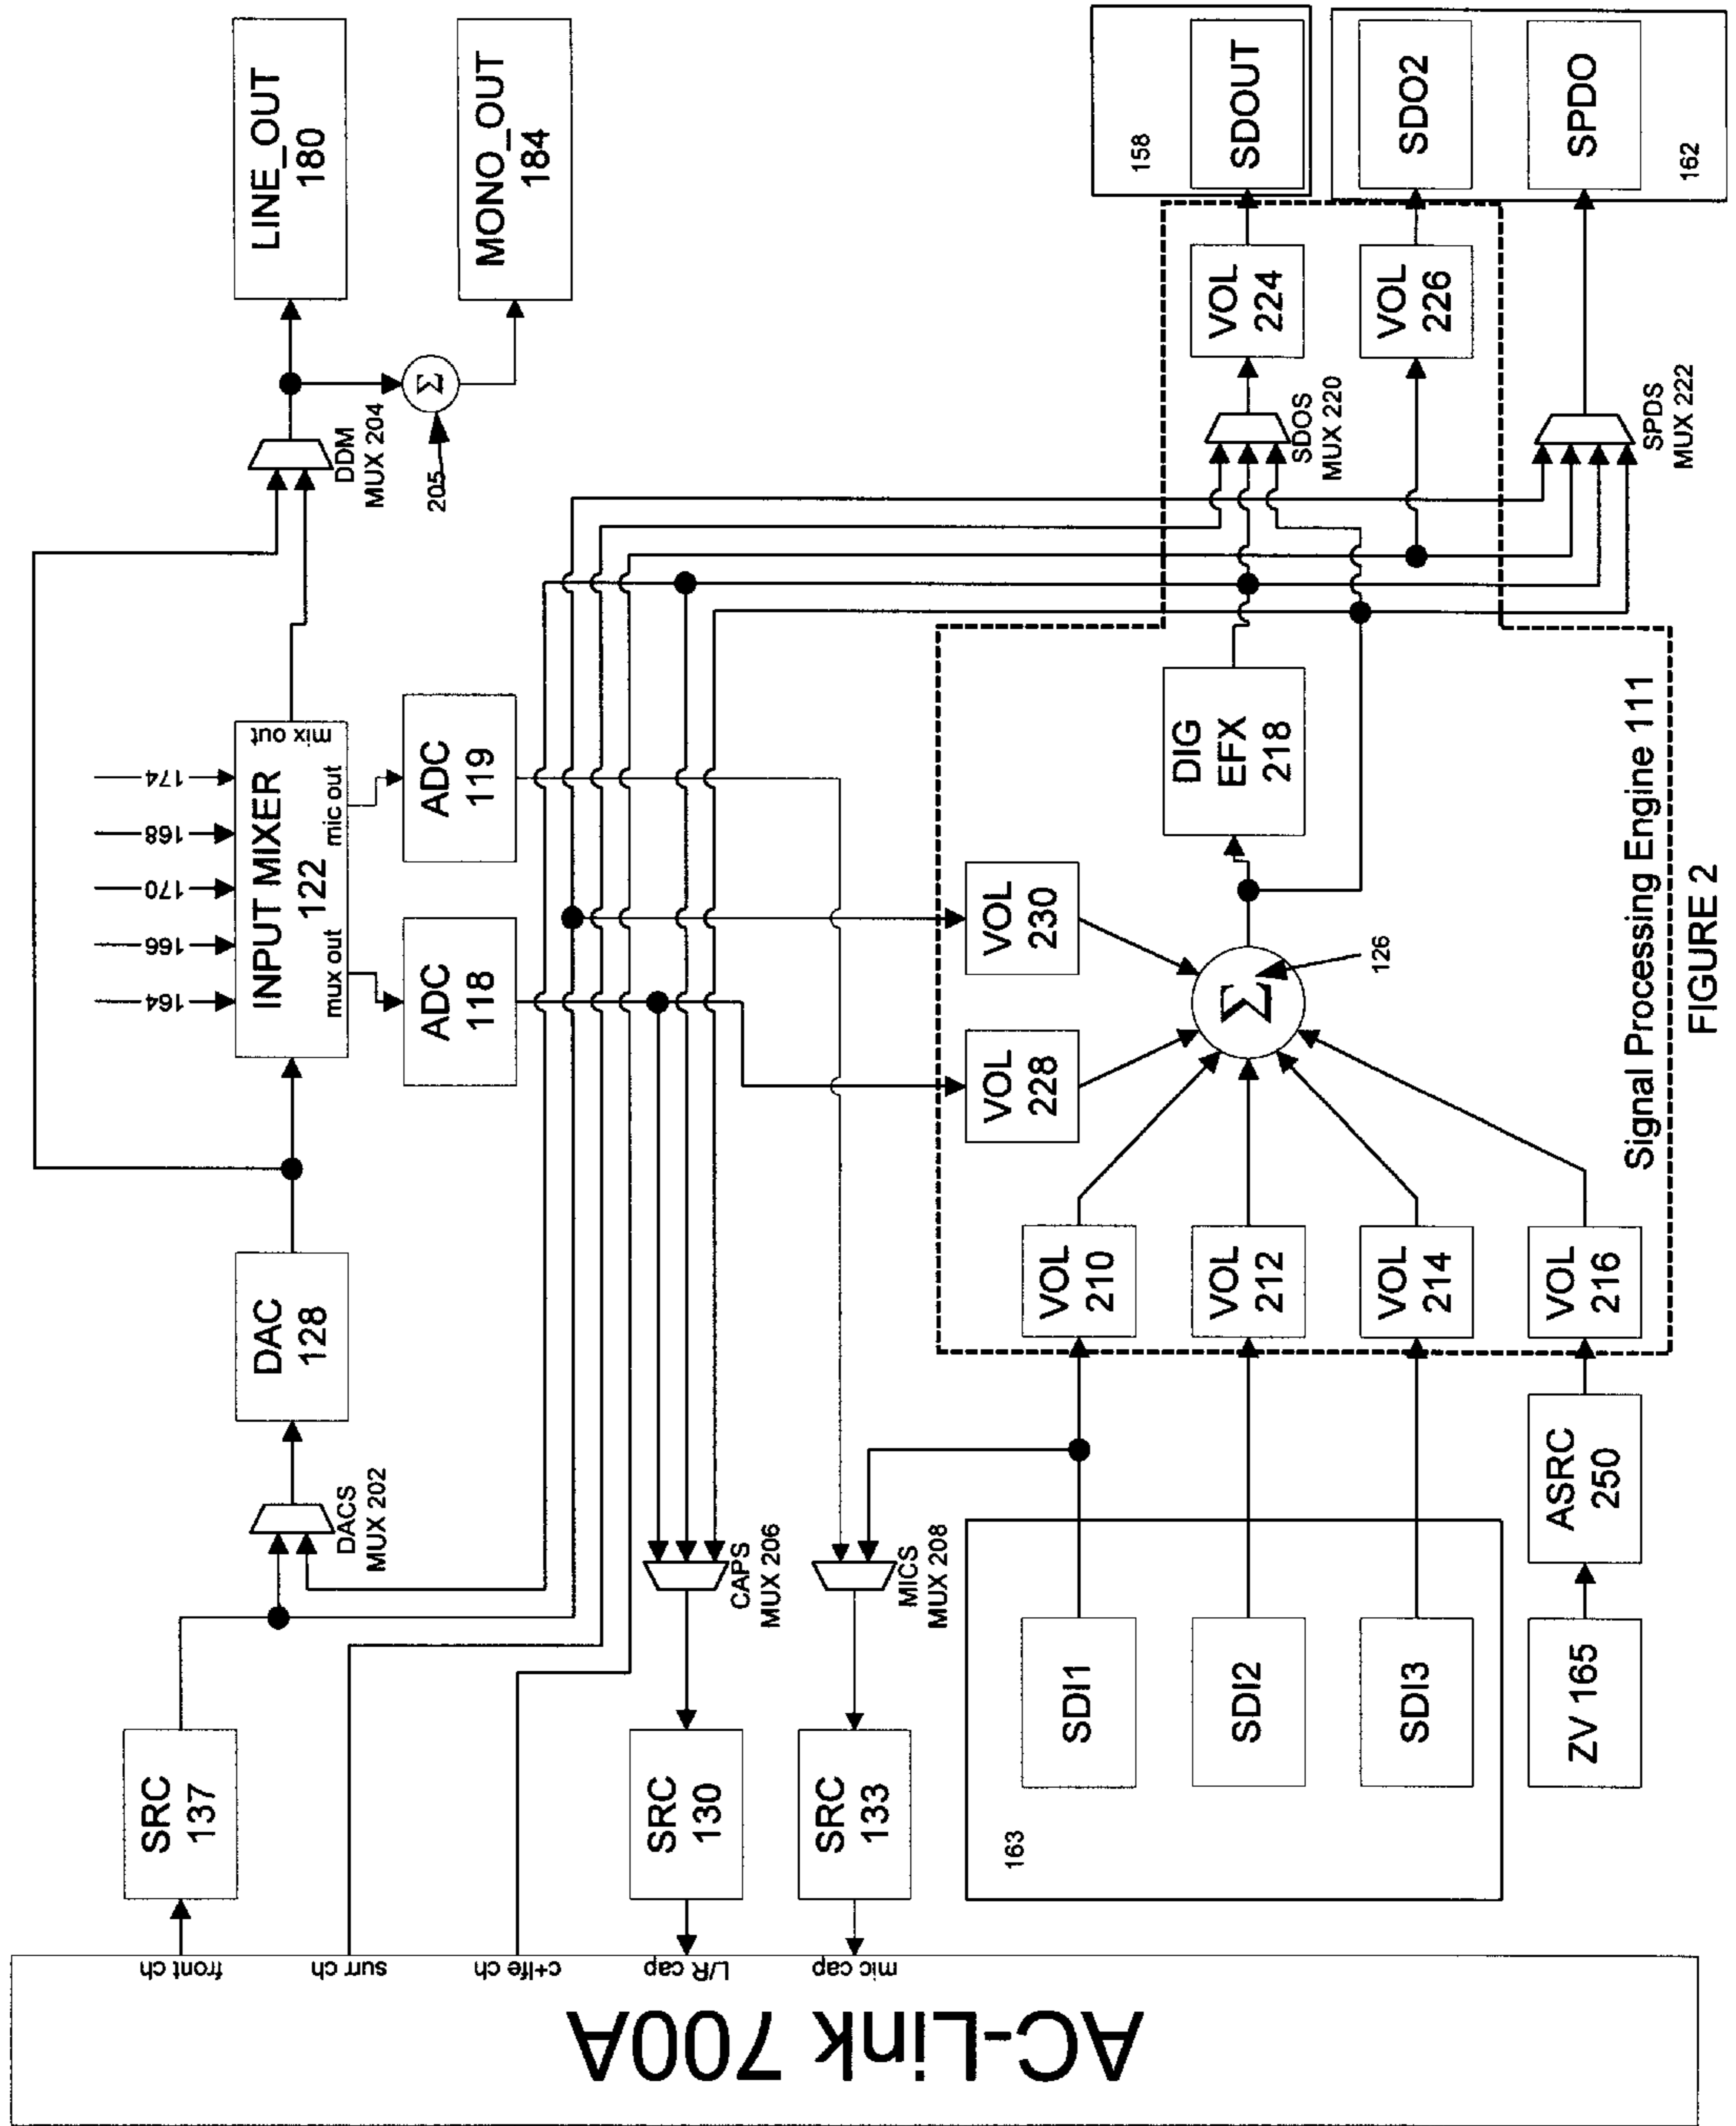 AC-Link 700A
front ch
surr ch
c+lfe ch
L/R cap
mic cap
SRC
137
SRC
130
SRC
133
163
SDI1
SDI2
SDI3
ZV 165
ASRC
250
DACS
MUX 202
CAPS
MUX 206
MICS
MUX 208
DAC
128
164
166
170
168
174
INPUT MIXER
122
mux out
mic out
mix out
ADC
118
ADC
119
DDM
MUX 204
205
Σ
LINE_OUT
180
MONO_OUT
184
VOL
210
VOL
212
VOL
214
VOL
216
VOL
228
VOL
230
Σ
126
DIG
EFX
218
SDOS
MUX 220
SPDS
MUX 222
VOL
224
VOL
226
158
SDOUT
SDO2
SPDO
162
Signal Processing Engine 111
FIGURE 2